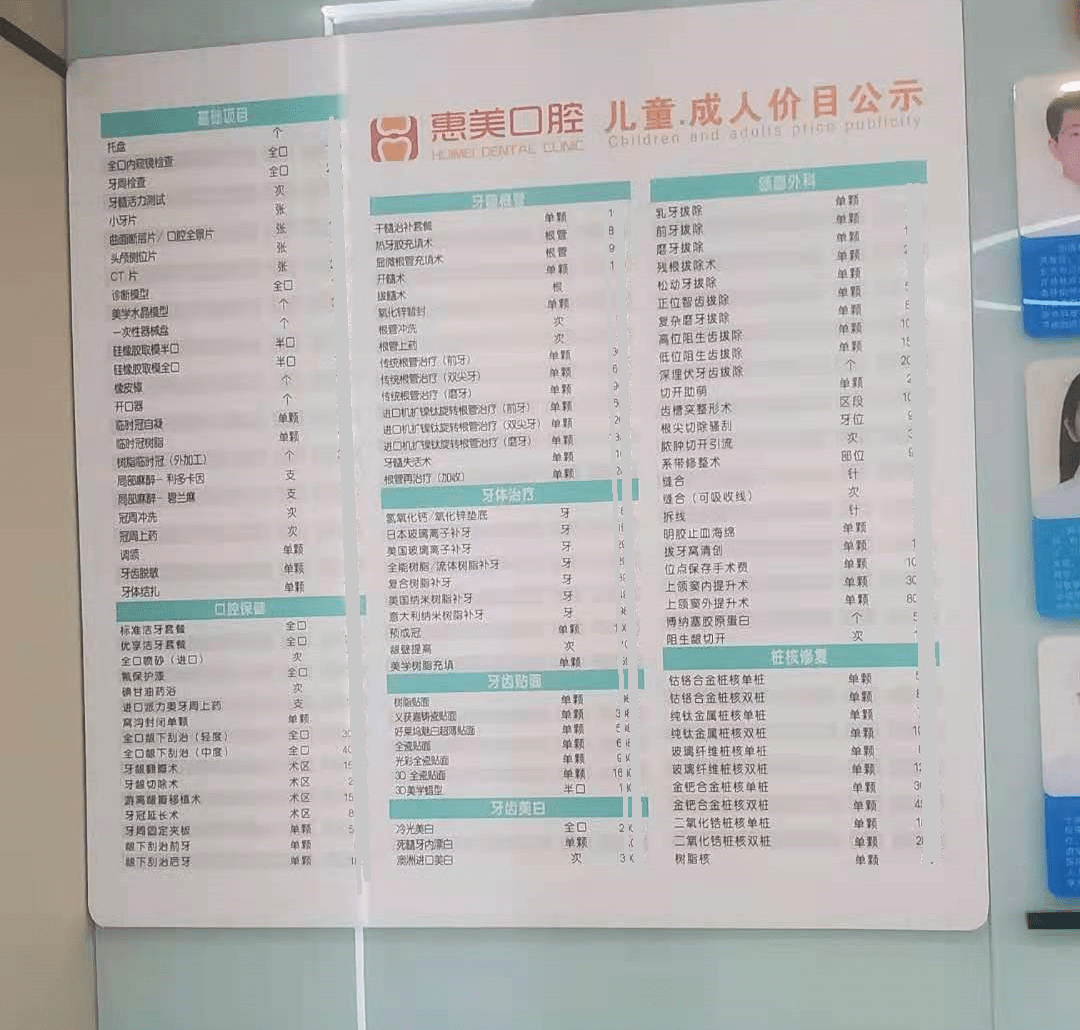 惠美口腔
HUIMEI DENTAL CLINIC
儿童.成人价目公示
Children and adults price publicity
基础项目
托盘 个
全口内窥镜检查 全口
牙周检查 全口
牙髓活力测试 次
小牙片 张
曲面断层片/口腔全景片 张
头颅侧位片 张
CT 片 张
诊断模型 全口
美学水晶模型 个
一次性器械盘 个
硅橡胶取模半口 半口
硅橡胶取模全口 半口
橡皮樟 个
开口器 个
临时冠自凝 单颗
临时冠树脂 单颗
树脂临时冠（外加工） 个
局部麻醉－利多卡因 支
局部麻醉－碧兰麻 支
冠周冲洗 次
冠周上药 次
调颌 单颗
牙齿脱敏 单颗
牙体结扎 单颗
口腔保健
标准洁牙套餐 全口
优享洁牙套餐 全口
全口喷砂（进口） 次
氟保护漆 全口
碘甘油药浴 次
进口派力奥牙周上药 支
窝沟封闭单颗 单颗
全口龈下刮治（轻度） 全口
全口龈下刮治（中度） 全口
牙龈翻瓣术 术区
牙龈切除术 术区
游离龈瓣移植术 术区
牙冠延长术 术区
牙周固定夹板 单颗
龈下刮治前牙 单颗
龈下刮治后牙 单颗
牙髓根管
干髓治补套餐 单颗
热牙胶充填术 根管
显微根管充填术 根管
开髓术 单颗
拔髓术 根
氧化锌暂封 单颗
根管冲洗 次
根管上药 次
传统根管治疗（前牙） 单颗
传统根管治疗（双尖牙） 单颗
传统根管治疗（磨牙） 单颗
进口机扩镍钛旋转根管治疗（前牙） 单颗
进口机扩镍钛旋转根管治疗（双尖牙） 单颗
进口机扩镍钛旋转根管治疗（磨牙） 单颗
牙髓失活术 单颗
根管再治疗（加收） 单颗
牙体治疗
氢氧化钙/氧化锌垫底 牙
日本玻璃离子补牙 牙
美国玻璃离子补牙 牙
全能树脂/流体树脂补牙 牙
复合树脂补牙 牙
美国纳米树脂补牙 牙
意大利纳米树脂补牙 牙
预成冠 单颗
龈壁提高 次
美学树脂充填 单颗
牙齿贴面
树脂贴面 单颗
义获嘉铸瓷贴面 单颗
好莱坞魅白超薄贴面 单颗
全瓷贴面 单颗
光彩全瓷贴面 单颗
3D 全瓷贴面 单颗
3D美学蜡型 半口
牙齿美白
冷光美白 全口
死髓牙内漂白 单颗
澳洲进口美白 次
颌面外科
乳牙拔除 单颗
前牙拔除 单颗
磨牙拔除 单颗
残根拔除术 单颗
松动牙拔除 单颗
正位智齿拔除 单颗
复杂磨牙拔除 单颗
高位阻生齿拔除 单颗
低位阻生齿拔除 单颗
深埋伏牙齿拔除 个
切开助萌 单颗
齿槽突整形术 区段
根尖切除骚刮 牙位
脓肿切开引流 次
系带修整术 部位
缝合 针
缝合（可吸收线） 次
拆线 针
明胶止血海绵 单颗
拔牙窝清创 单颗
位点保存手术费 单颗
上颌窦内提升术 单颗
上颌窦外提升术 单颗
博纳塞胶原蛋白 个
阻生龈切开 次
桩核修复
钴铬合金桩核单桩 单颗
钴铬合金桩核双桩 单颗
纯钛金属桩核单桩 单颗
纯钛金属桩核双桩 单颗
玻璃纤维桩核单桩 单颗
玻璃纤维桩核双桩 单颗
金钯合金桩核单桩 单颗
金钯合金桩核双桩 单颗
二氧化锆桩核单桩 单颗
二氧化锆桩核双桩 单颗
树脂核 单颗